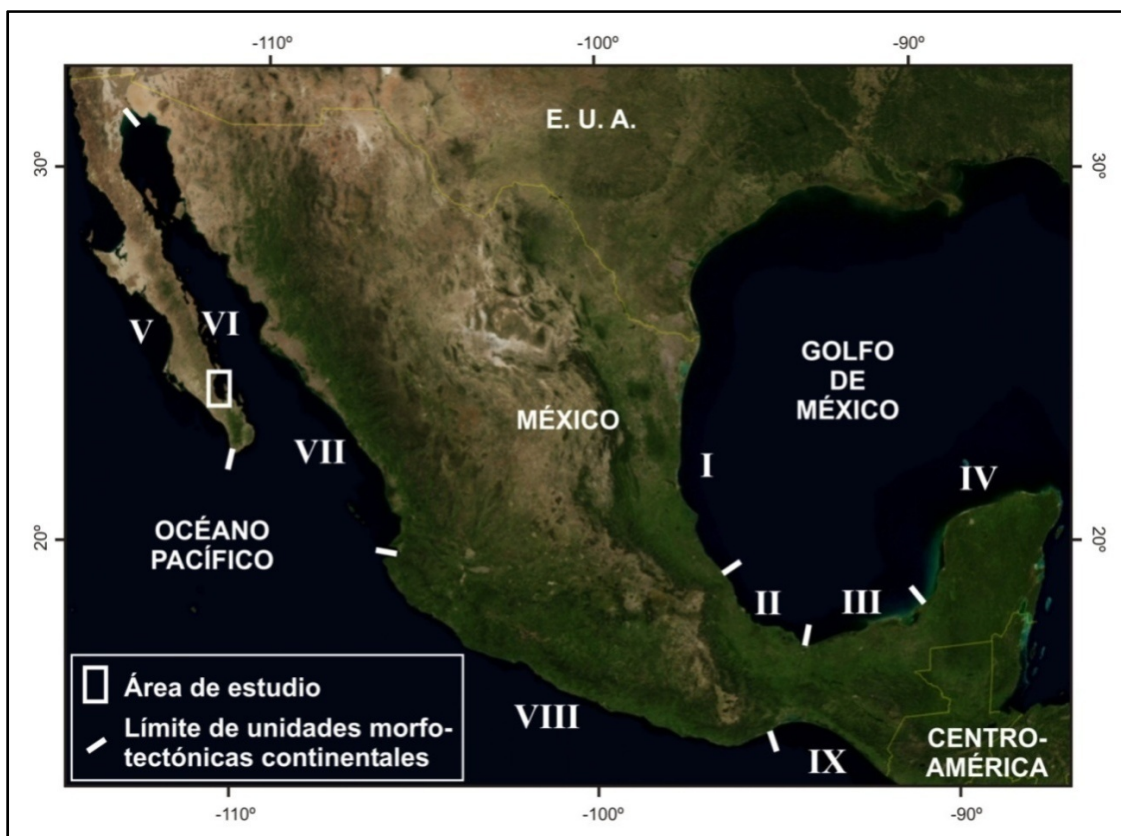 -110º
-100º
-90º
30º
30º
E. U. A.
V
VI
GOLFO
DE
MÉXICO
MÉXICO
VII
I
IV
OCÉANO
PACÍFICO
20º
20º
II
III
VIII
IX
Área de estudio
Límite de unidades morfo-
tectónicas continentales
CENTRO-
AMÉRICA
-110º
-100º
-90º